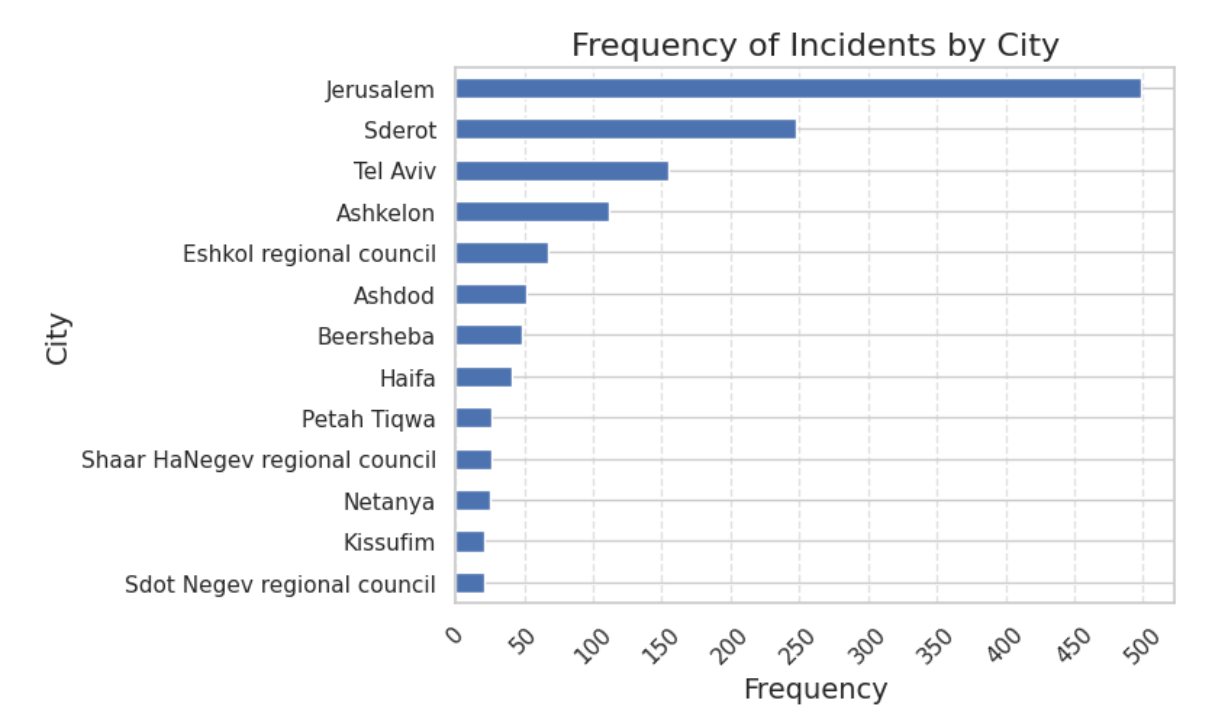 Frequency of Incidents by City
Jerusalem
Sderot
Tel Aviv
Ashkelon
Eshkol regional council
Ashdod
Beersheba
Haifa
Petah Tiqwa
Shaar HaNegev regional council
Netanya
Kissufim
Sdot Negev regional council
City
0 50 100 150 200 250 300 350 400 450 500
Frequency